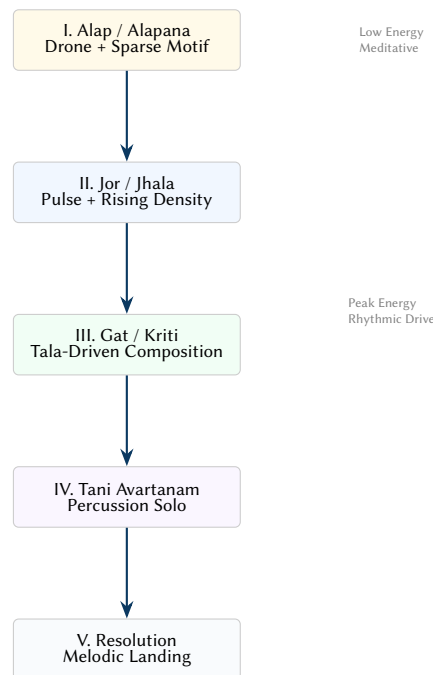 I. Alap / Alapana
Drone + Sparse Motif
Low Energy
Meditative
II. Jor / Jhala
Pulse + Rising Density
Peak Energy
Rhythmic Drive
III. Gat / Kriti
Tala-Driven Composition
IV. Tani Avartanam
Percussion Solo
V. Resolution
Melodic Landing